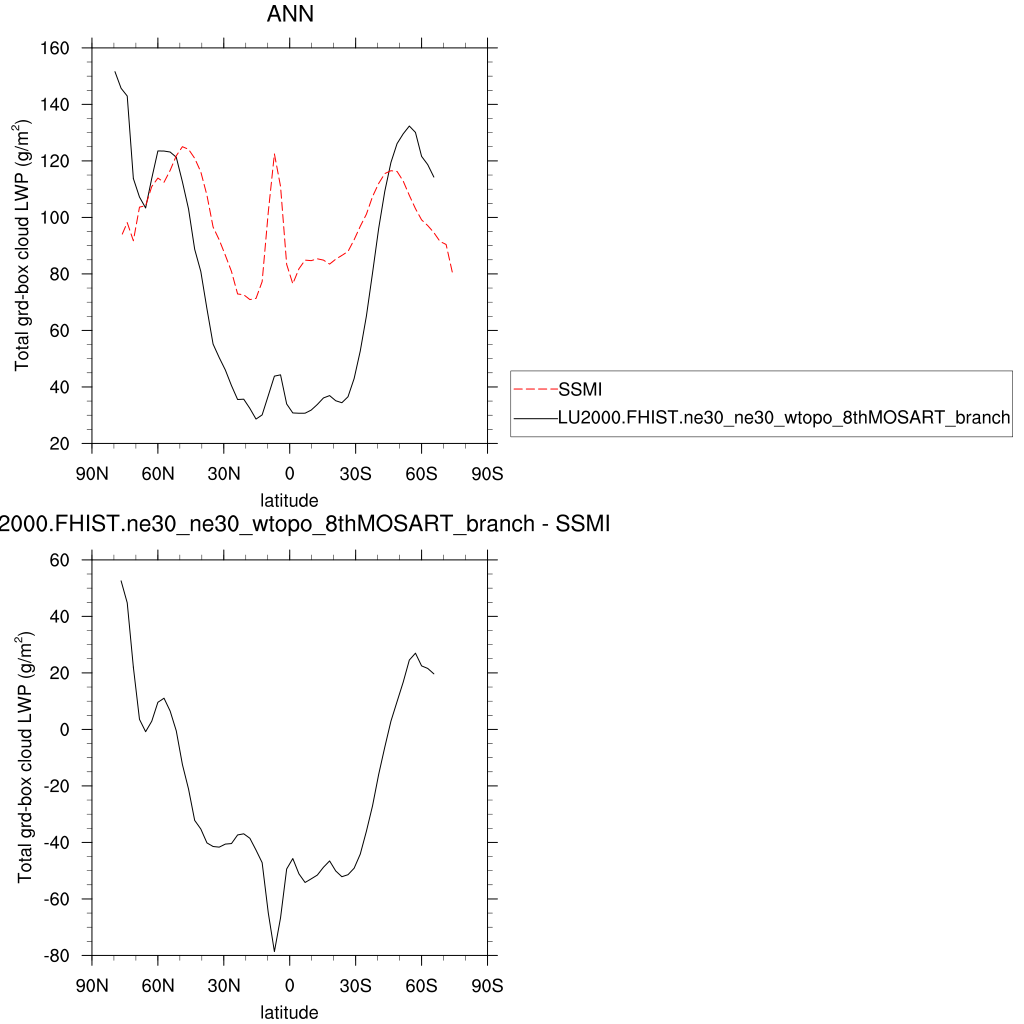 ANN
Total grd-box cloud LWP (g/m²)
160
140
120
100
80
60
40
20
90N 60N 30N 0 30S 60S 90S
latitude
SSMI
LU2000.FHIST.ne30_ne30_wtopo_8thMOSART_branch
2000.FHIST.ne30_ne30_wtopo_8thMOSART_branch - SSMI
Total grd-box cloud LWP (g/m²)
60
40
20
0
-20
-40
-60
-80
90N 60N 30N 0 30S 60S 90S
latitude